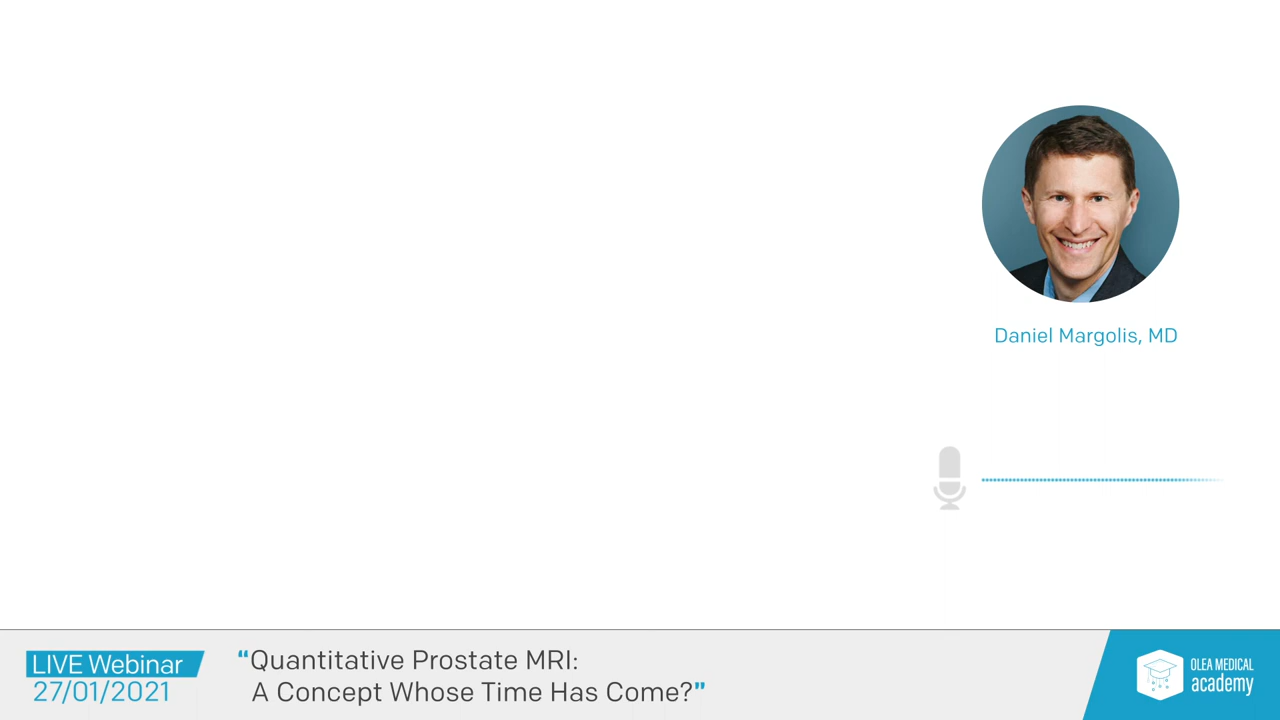 Daniel Margolis, MD
LIVE Webinar
27/01/2021
“Quantitative Prostate MRI:
A Concept Whose Time Has Come?”
OLEA MEDICAL
academy